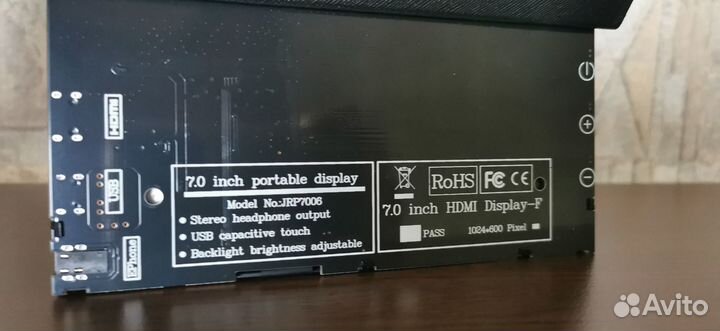 HDMI
USB
EPhone
7.0 inch portable display
Model No:JRP7006
• Stereo headphone output
• USB capacitive touch
• Backlight brightness adjustable
RoHS
FC CE
7.0 inch HDMI Display-F
PASS
1024*600 Pixel
Avito